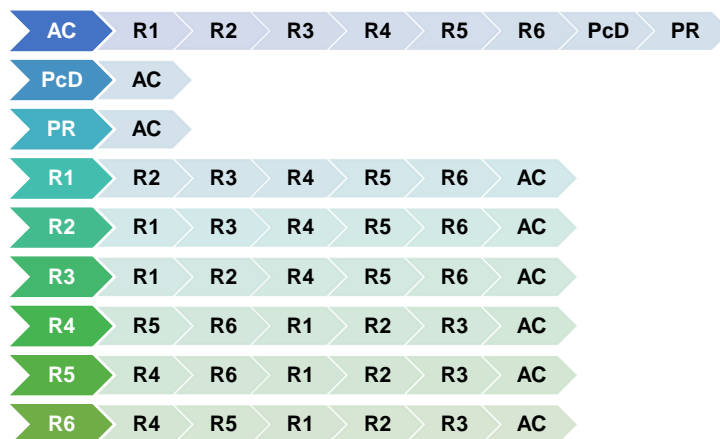 AC R1 R2 R3 R4 R5 R6 PcD PR
PcD AC
PR AC
R1 R2 R3 R4 R5 R6 AC
R2 R1 R3 R4 R5 R6 AC
R3 R1 R2 R4 R5 R6 AC
R4 R5 R6 R1 R2 R3 AC
R5 R4 R6 R1 R2 R3 AC
R6 R4 R5 R1 R2 R3 AC